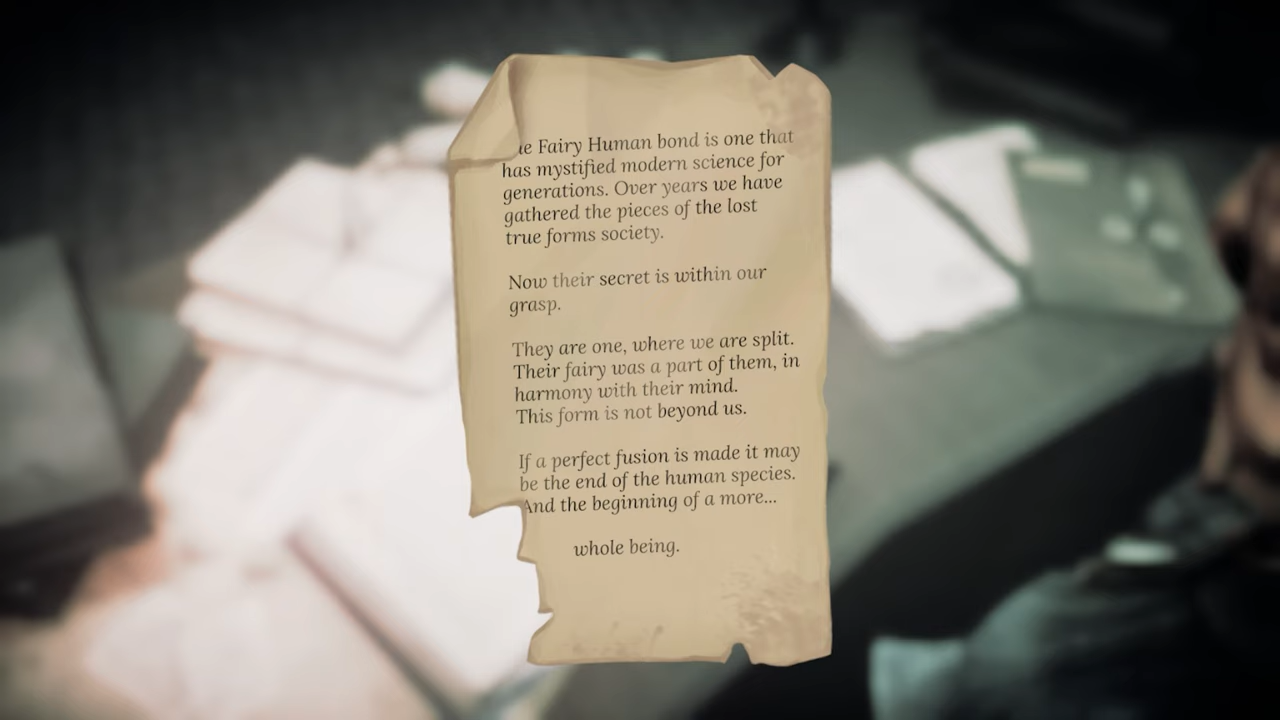 e Fairy Human bond is one that
has mystified modern science for
generations. Over years we have
gathered the pieces of the lost
true forms society.
Now their secret is within our
grasp.
They are one, where we are split.
Their fairy was a part of them, in
harmony with their mind.
This form is not beyond us.
If a perfect fusion is made it may
be the end of the human species.
And the beginning of a more...
whole being.